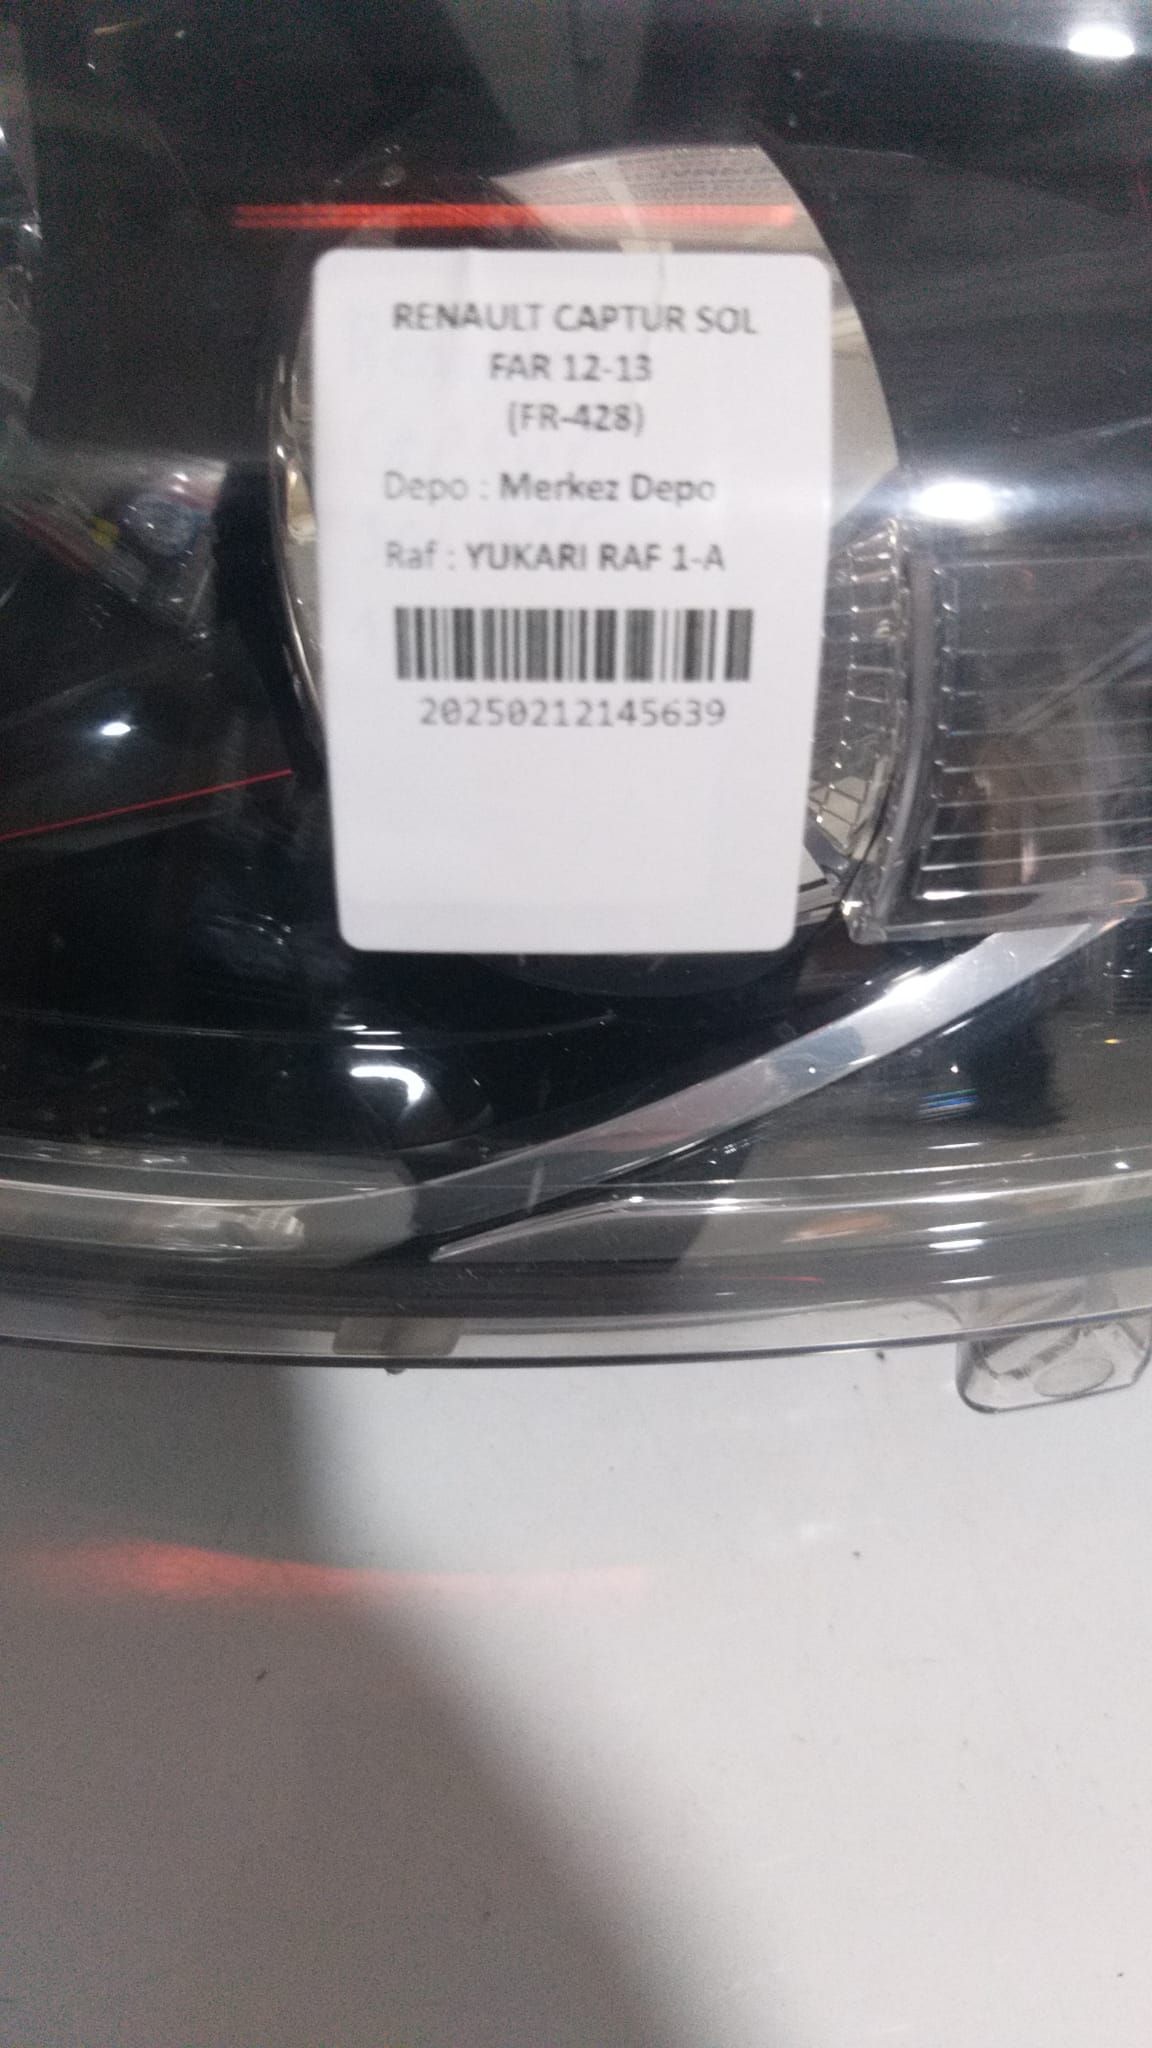 RENAULT CAPTUR SOL
FAR 12-13
(FR-428)
Depo : Merkez Depo
Raf : YUKARI RAF 1-A
20250212145639